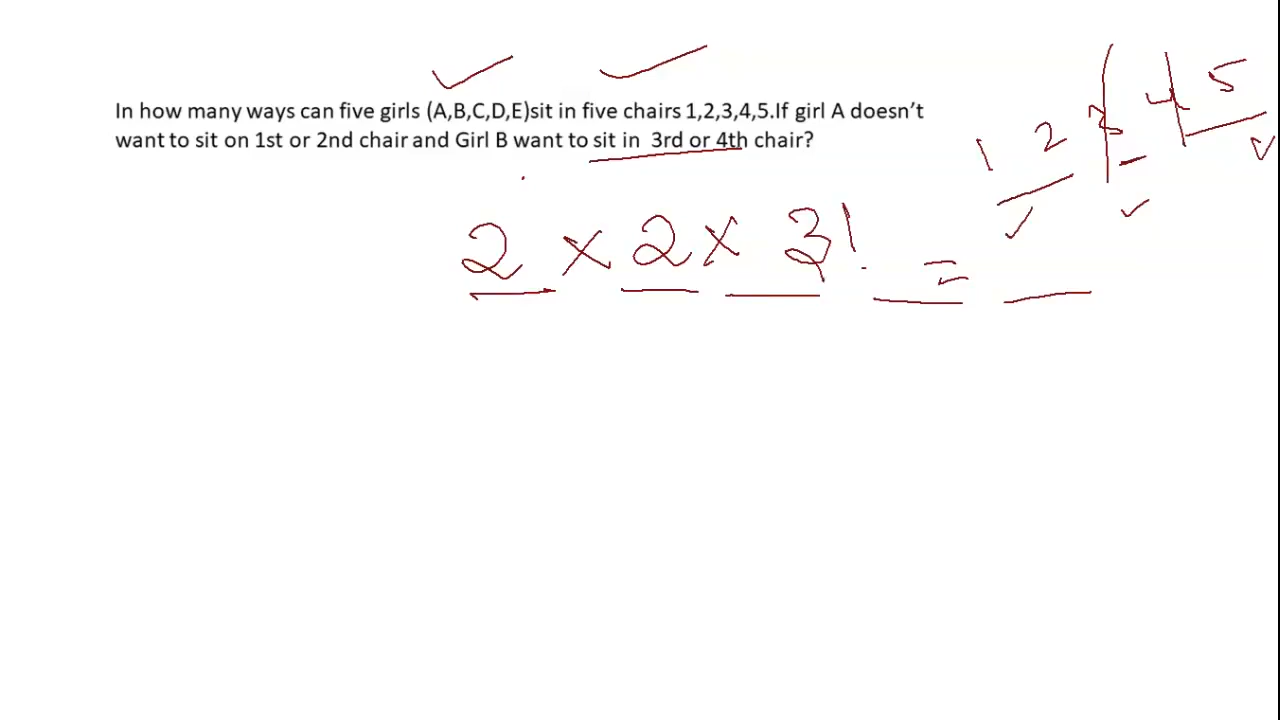 In how many ways can five girls (A,B,C,D,E)sit in five chairs 1,2,3,4,5.If girl A doesn’t
want to sit on 1st or 2nd chair and Girl B want to sit in 3rd or 4th chair?
1 2 3 4 5
2 × 2 × 3! =